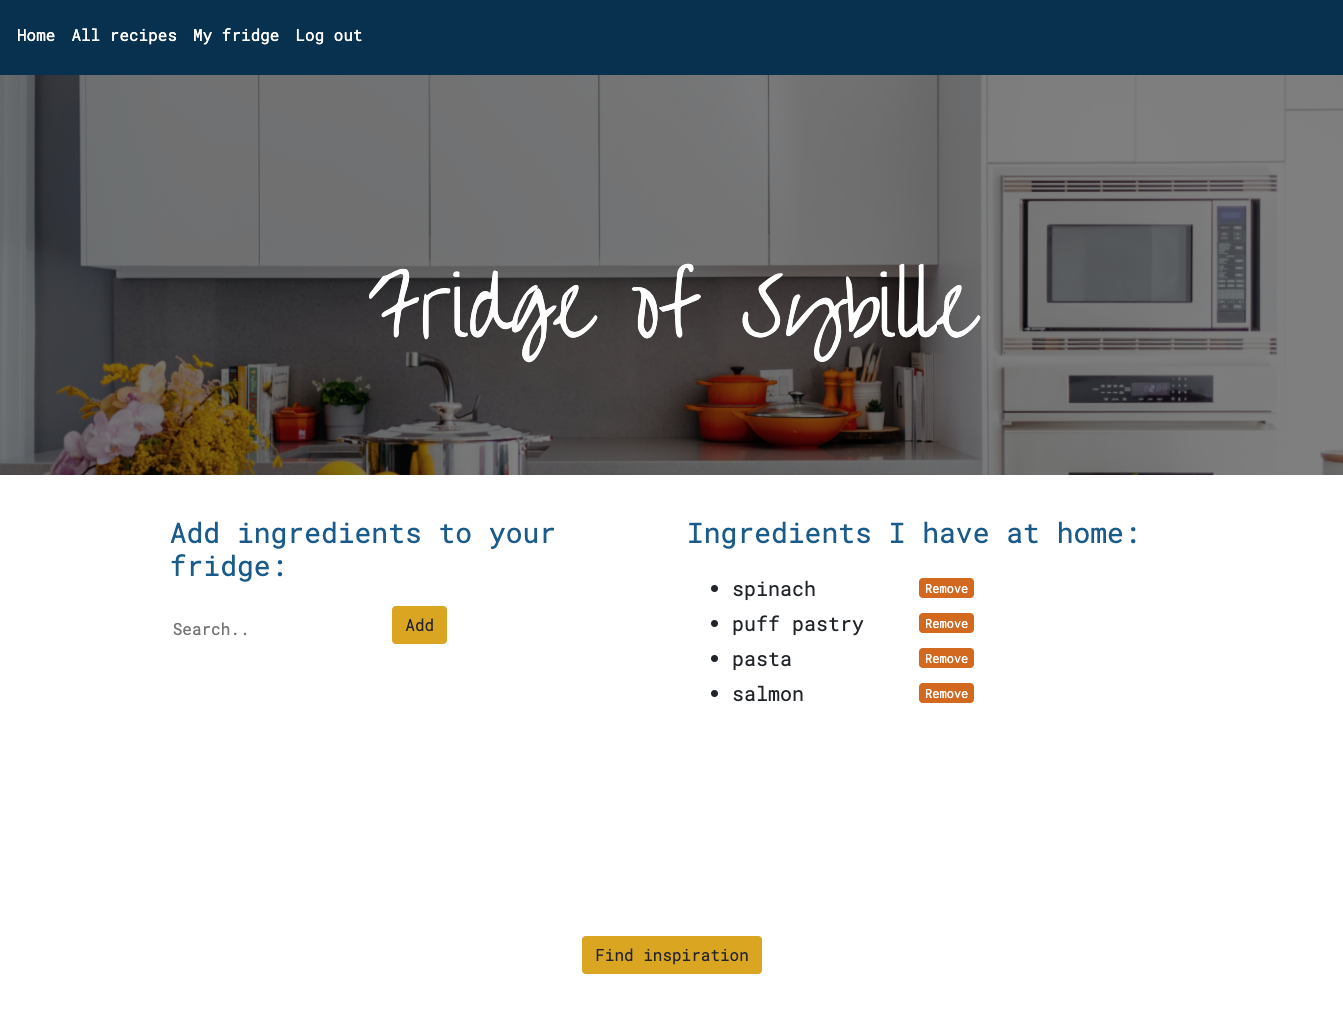 Home All recipes My fridge Log out
Fridge of Sybille
Add ingredients to your
fridge:
Search..
Add
Ingredients I have at home:
spinach Remove
puff pastry Remove
pasta Remove
salmon Remove
Find inspiration